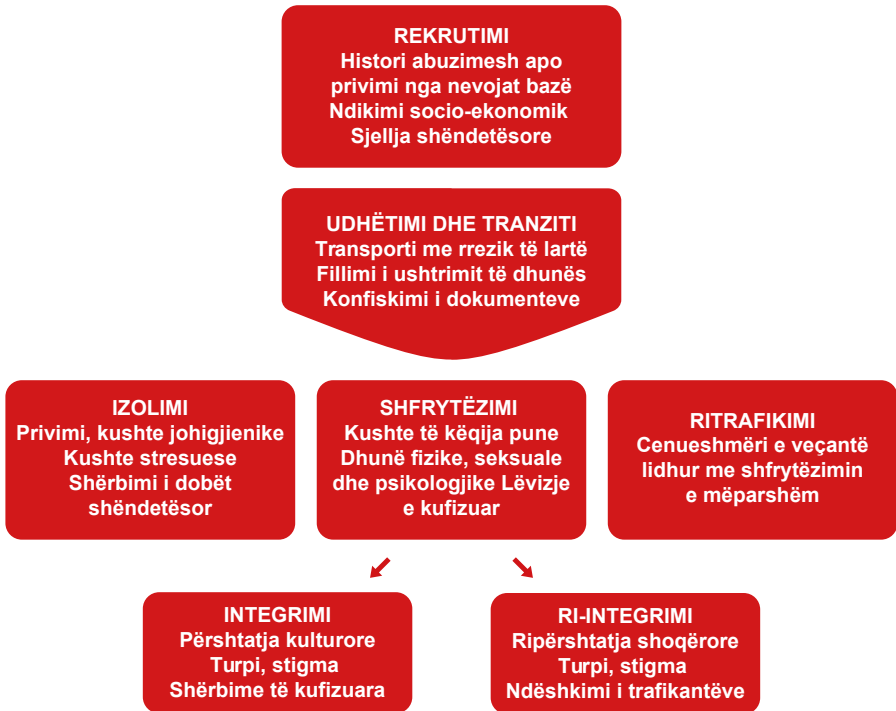 REKRUTIMI
Histori abuzimesh apo
privimi nga nevojat bazë
Ndikimi socio-ekonomik
Sjellja shëndetësore
UDHËTIMI DHE TRANZITI
Transporti me rrezik të lartë
Fillimi i ushtrimit të dhunës
Konfiskimi i dokumenteve
IZOLIMI
Privimi, kushte johigjienike
Kushte stresuese
Shërbimi i dobët
shëndetësor
SHFRYTËZIMI
Kushte të këqija pune
Dhunë fizike, seksuale
dhe psikologjike Lëvizje
e kufizuar
RITRAFIKIMI
Cenueshmëri e veçantë
lidhur me shfrytëzimin
e mëparshëm
INTEGRIMI
Përshtatja kulturore
Turpi, stigma
Shërbime të kufizuara
RI-INTEGRIMI
Ripërshtatja shoqërore
Turpi, stigma
Ndëshkimi i trafikantëve